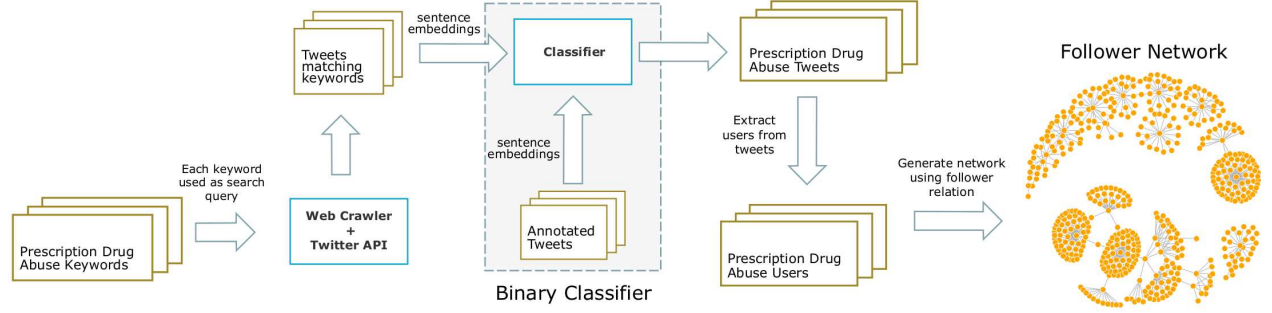 Prescription Drug
Abuse Keywords
Each keyword
used as search
query
Web Crawler
+
Twitter API
Tweets
matching
keywords
sentence
embeddings
Classifier
sentence
embeddings
Annotated
Tweets
Binary Classifier
Prescription Drug
Abuse Tweets
Extract
users from
tweets
Prescription Drug
Abuse Users
Generate network
using follower
relation
Follower Network